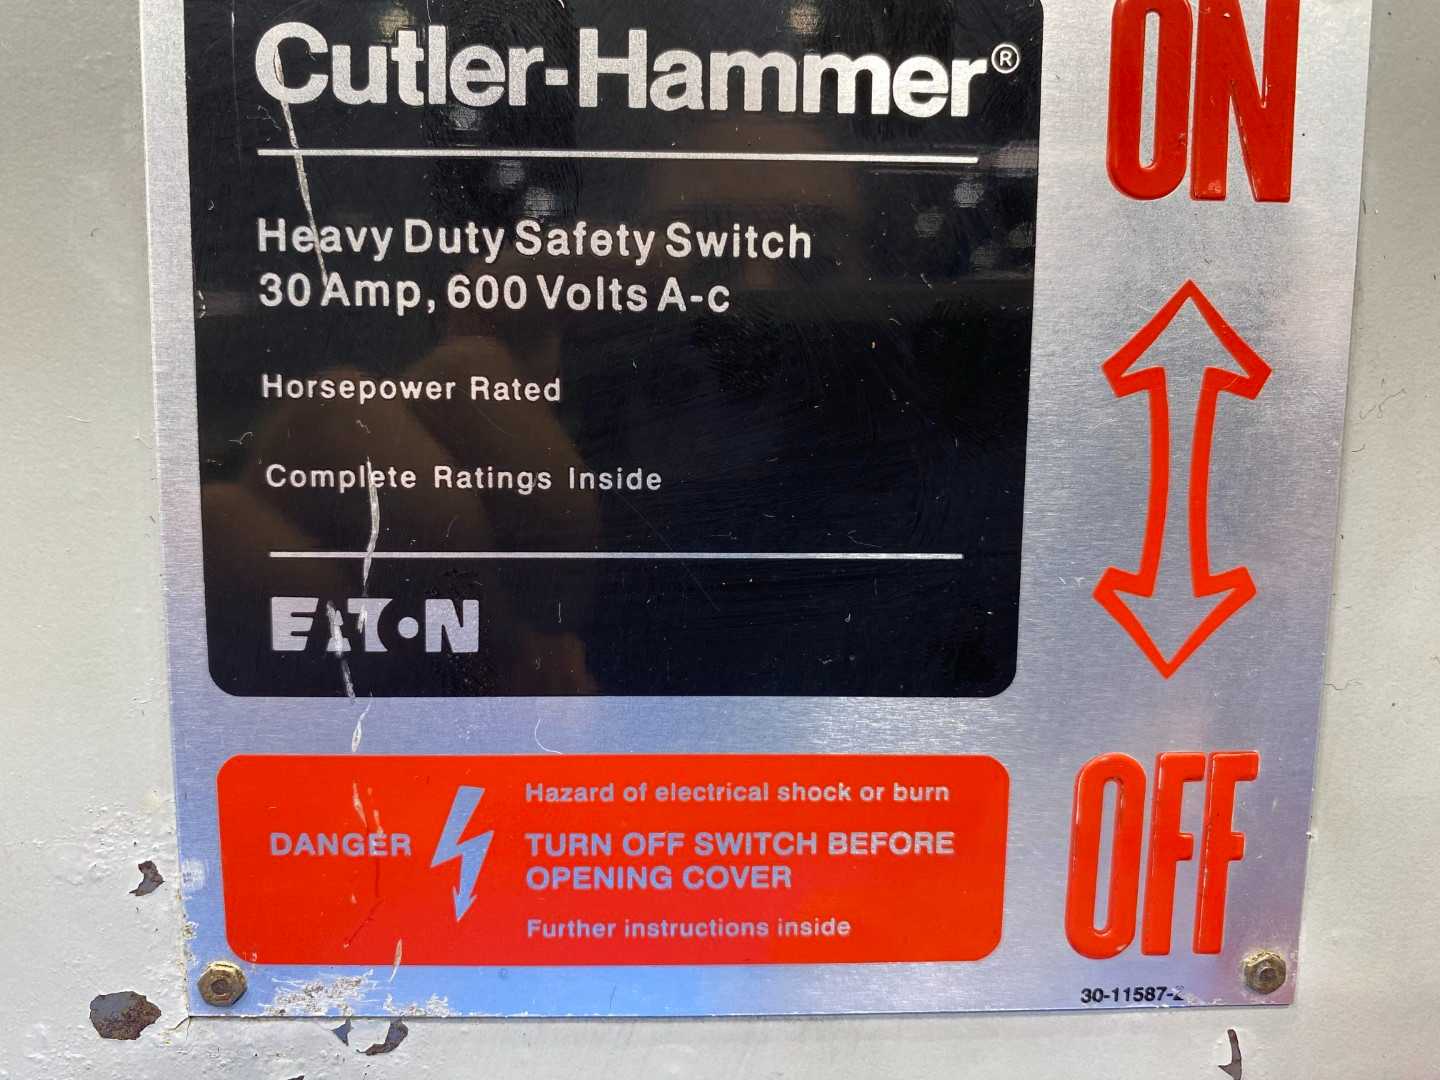 Cutler-Hammer®
Heavy Duty Safety Switch
30 Amp, 600 Volts A-c
Horsepower Rated
Complete Ratings Inside
EATON
ON
OFF
DANGER
Hazard of electrical shock or burn
TURN OFF SWITCH BEFORE
OPENING COVER
Further instructions inside
30-11587-2